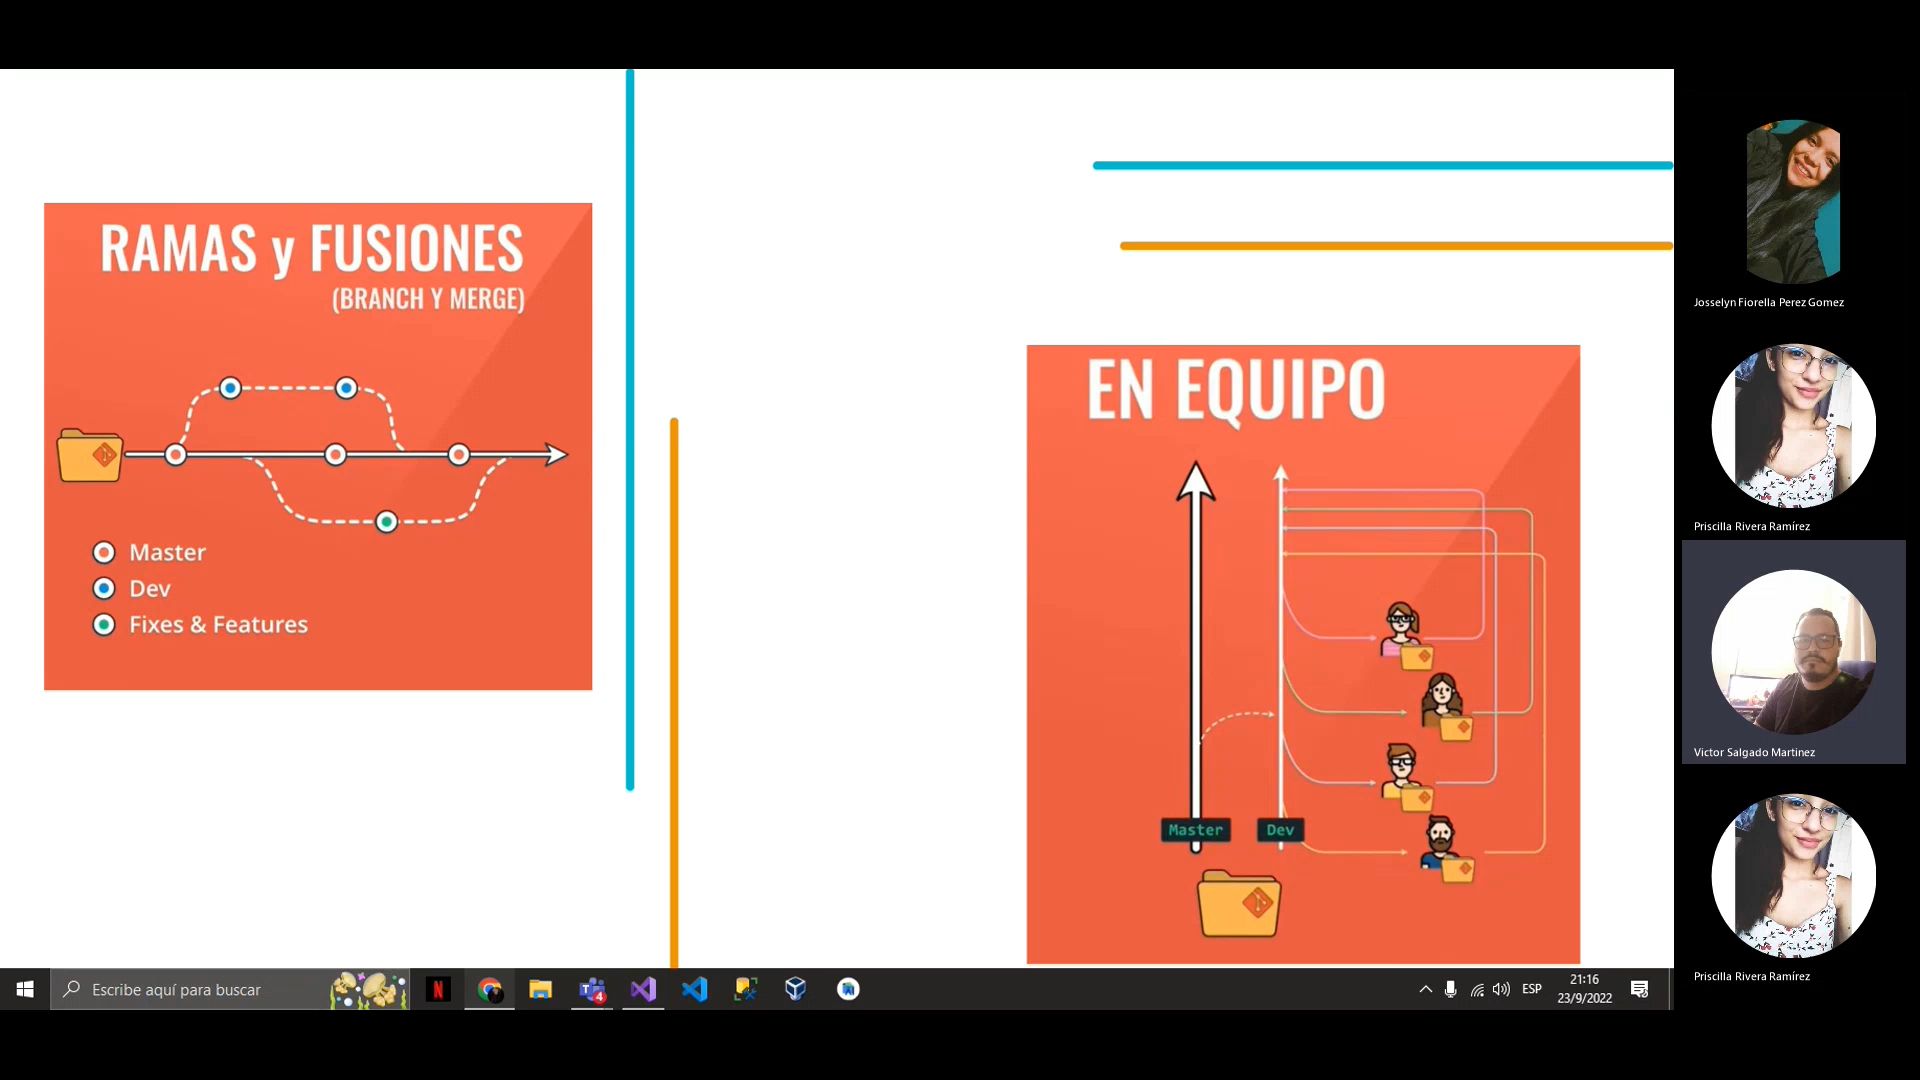 RAMAS y FUSIONES
(BRANCH Y MERGE)
Master
Dev
Fixes & Features
EN EQUIPO
Master
Dev
Josselyn Fiorella Perez Gomez
Priscilla Rivera Ramírez
Victor Salgado Martinez
Priscilla Rivera Ramírez
Escribe aquí para buscar
N
4
ESP
21:16
23/9/2022